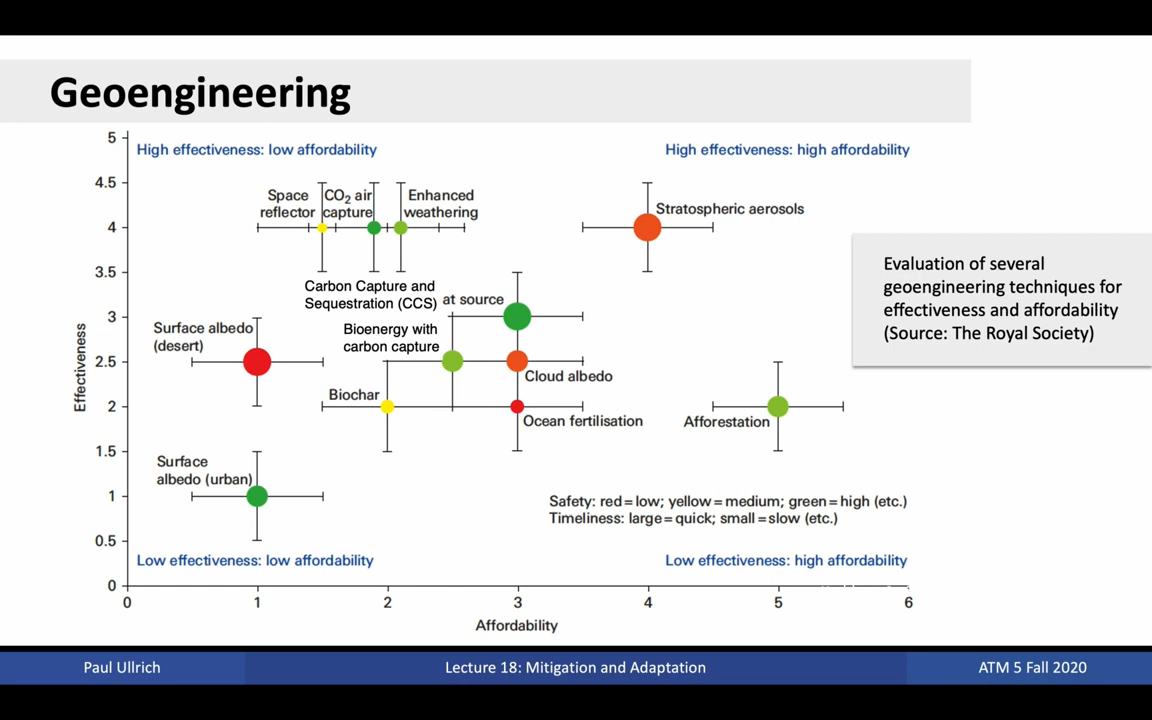 Geoengineering
5
High effectiveness: low affordability
High effectiveness: high affordability
4.5
Space
reflector
CO2 air
capture
Enhanced
weathering
Stratospheric aerosols
4
3.5
Carbon Capture and
Sequestration (CCS)
at source
3
Surface albedo
(desert)
Bioenergy with
carbon capture
2.5
Cloud albedo
Biochar
2
Ocean fertilisation
Afforestation
1.5
Surface
albedo (urban)
1
Safety: red=low; yellow=medium; green=high (etc.)
Timeliness: large=quick; small=slow (etc.)
0.5
Low effectiveness: low affordability
Low effectiveness: high affordability
0
Effectiveness
0 1 2 3 4 5 6
Affordability
Evaluation of several
geoengineering techniques for
effectiveness and affordability
(Source: The Royal Society)
Paul Ullrich
Lecture 18: Mitigation and Adaptation
ATM 5 Fall 2020